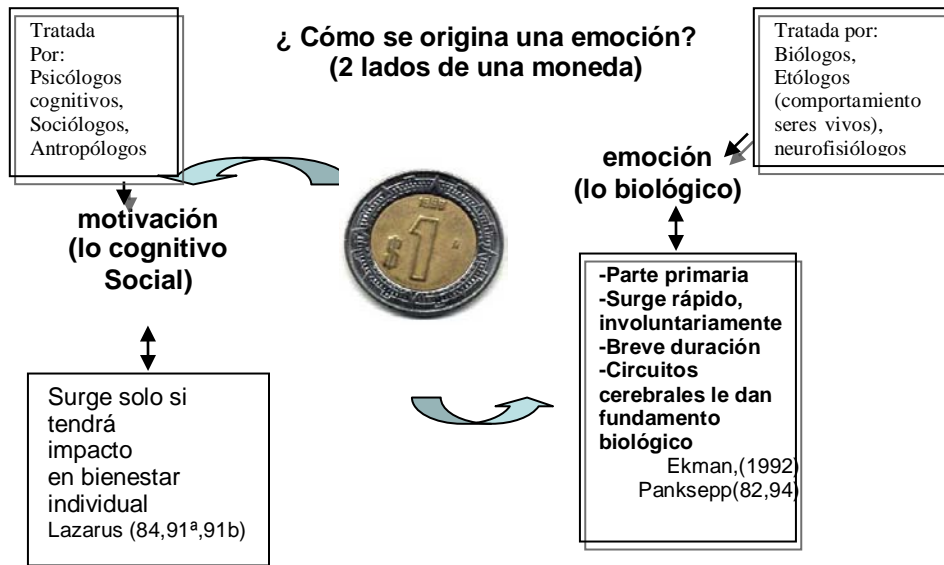 Tratada
Por:
Psicólogos
cognitivos,
Sociólogos,
Antropólogos
¿ Cómo se origina una emoción?
(2 lados de una moneda)
Tratada por:
Biólogos,
Etólogos
(comportamiento
seres vivos),
neurofisiólogos
motivación
(lo cognitivo
Social)
$1
emoción
(lo biológico)
Surge solo si
tendrá
impacto
en bienestar
individual
Lazarus (84,91ª,91b)
-Parte primaria
-Surge rápido,
involuntariamente
-Breve duración
-Circuitos
cerebrales le dan
fundamento
biológico
Ekman,(1992)
Panksepp(82,94)